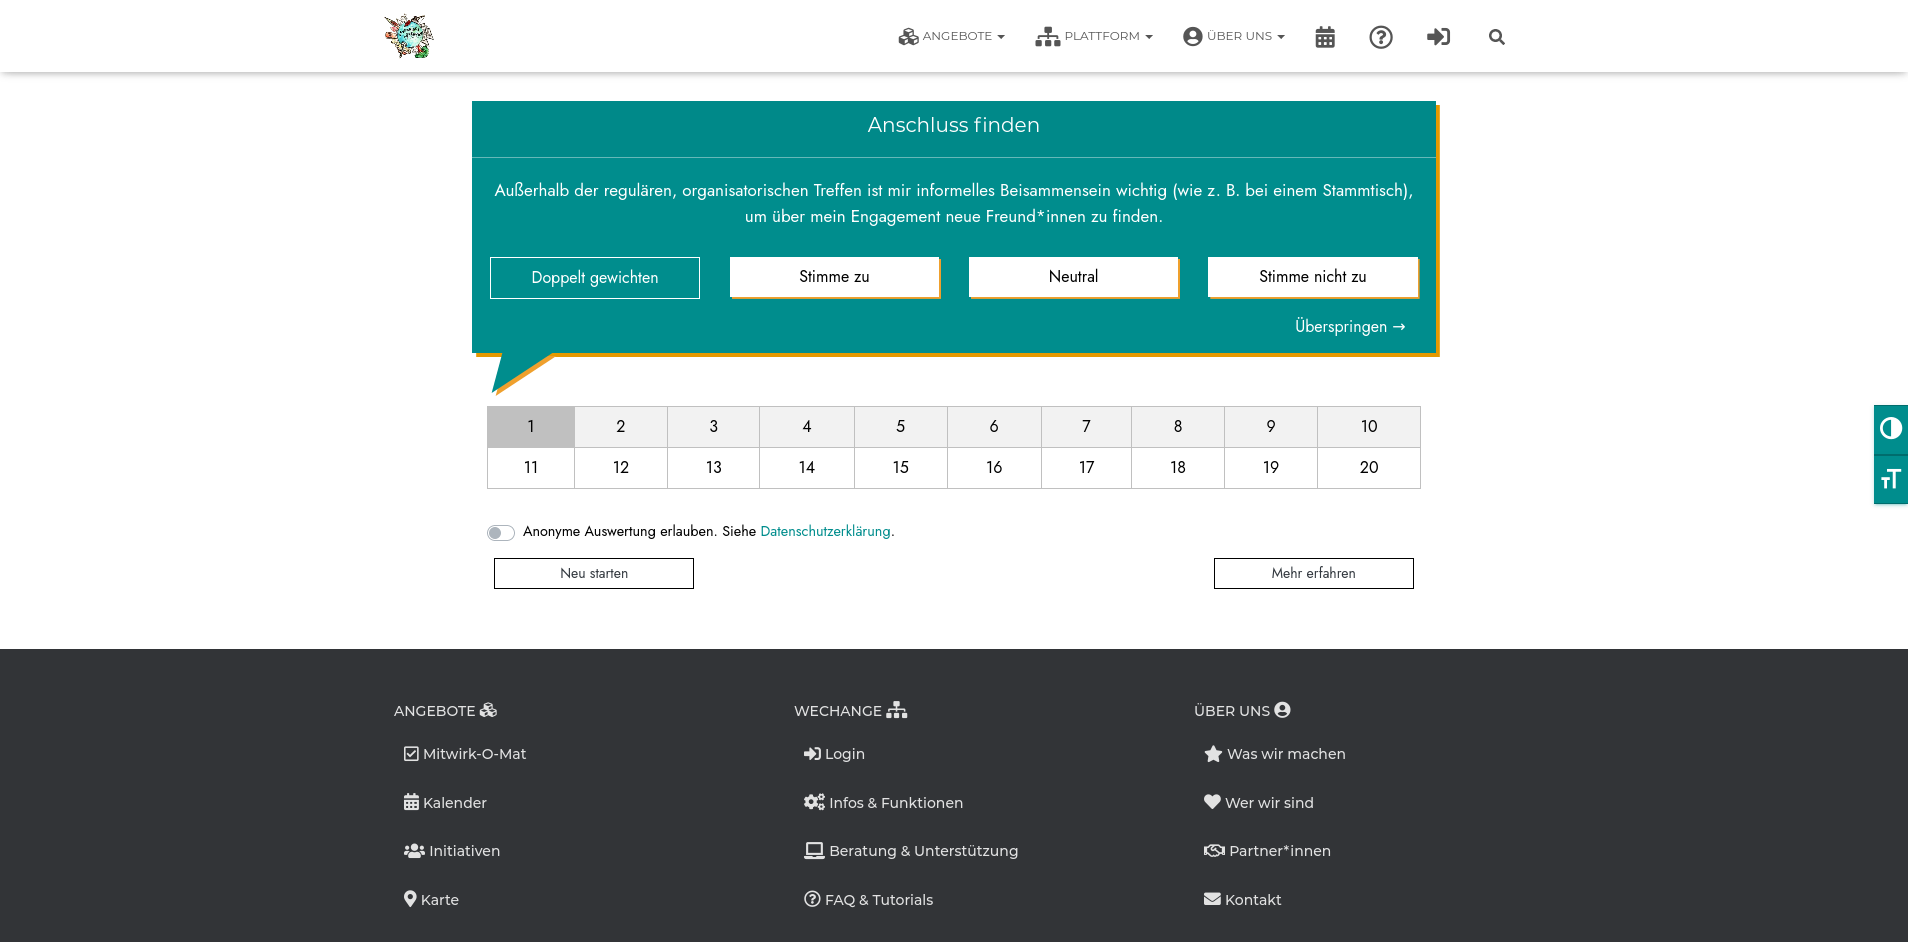 ANGEBOTE
PLATTFORM
ÜBER UNS
Anschluss finden
Außerhalb der regulären, organisatorischen Treffen ist mir informelles Beisammensein wichtig (wie z. B. bei einem Stammtisch),
um über mein Engagement neue Freund*innen zu finden.
Doppelt gewichten
Stimme zu
Neutral
Stimme nicht zu
Überspringen →
1 2 3 4 5 6 7 8 9 10
11 12 13 14 15 16 17 18 19 20
Anonyme Auswertung erlauben. Siehe Datenschutzerklärung.
Neu starten
Mehr erfahren
ANGEBOTE
Mitwirk-O-Mat
Kalender
Initiativen
Karte
WECHANGE
Login
Infos & Funktionen
Beratung & Unterstützung
FAQ & Tutorials
ÜBER UNS
Was wir machen
Wer wir sind
Partner*innen
Kontakt